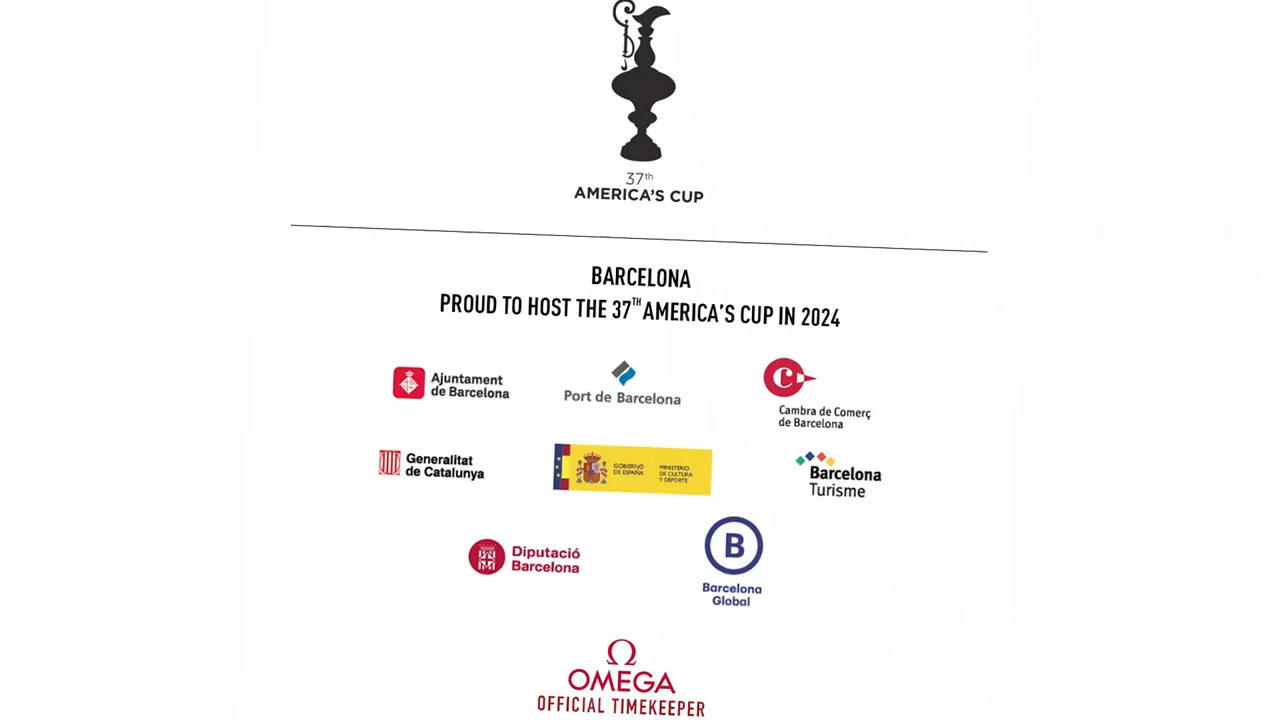 37th
AMERICA'S CUP
BARCELONA
PROUD TO HOST THE 37TH AMERICA'S CUP IN 2024
Ajuntament
de Barcelona
Port de Barcelona
C
Cambra de Comerç
de Barcelona
Generalitat
de Catalunya
GOBIERNO
DE ESPAÑA
MINISTERIO
DE CULTURA
Y DEPORTE
Barcelona
Turisme
Diputació
Barcelona
B
Barcelona
Global
Ω
OMEGA
OFFICIAL TIMEKEEPER